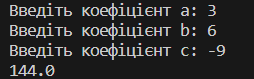 Введіть коефіцієнт a: 3
Введіть коефіцієнт b: 6
Введіть коефіцієнт c: -9
144.0